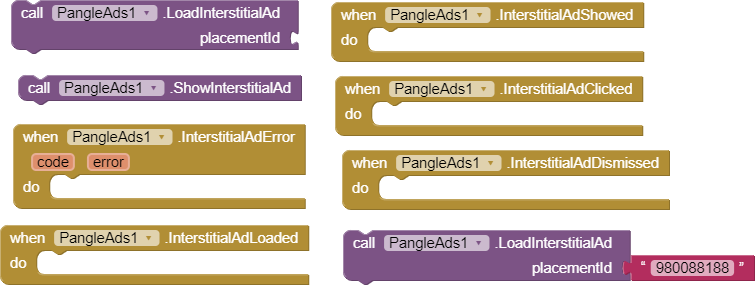 call PangleAds1 .LoadInterstitialAd
placementId
call PangleAds1 .ShowInterstitialAd
when PangleAds1 .InterstitialAdError
code error
do
when PangleAds1 .InterstitialAdLoaded
do
when PangleAds1 .InterstitialAdShowed
do
when PangleAds1 .InterstitialAdClicked
do
when PangleAds1 .InterstitialAdDismissed
do
call PangleAds1 .LoadInterstitialAd
placementId “ 980088188 ”